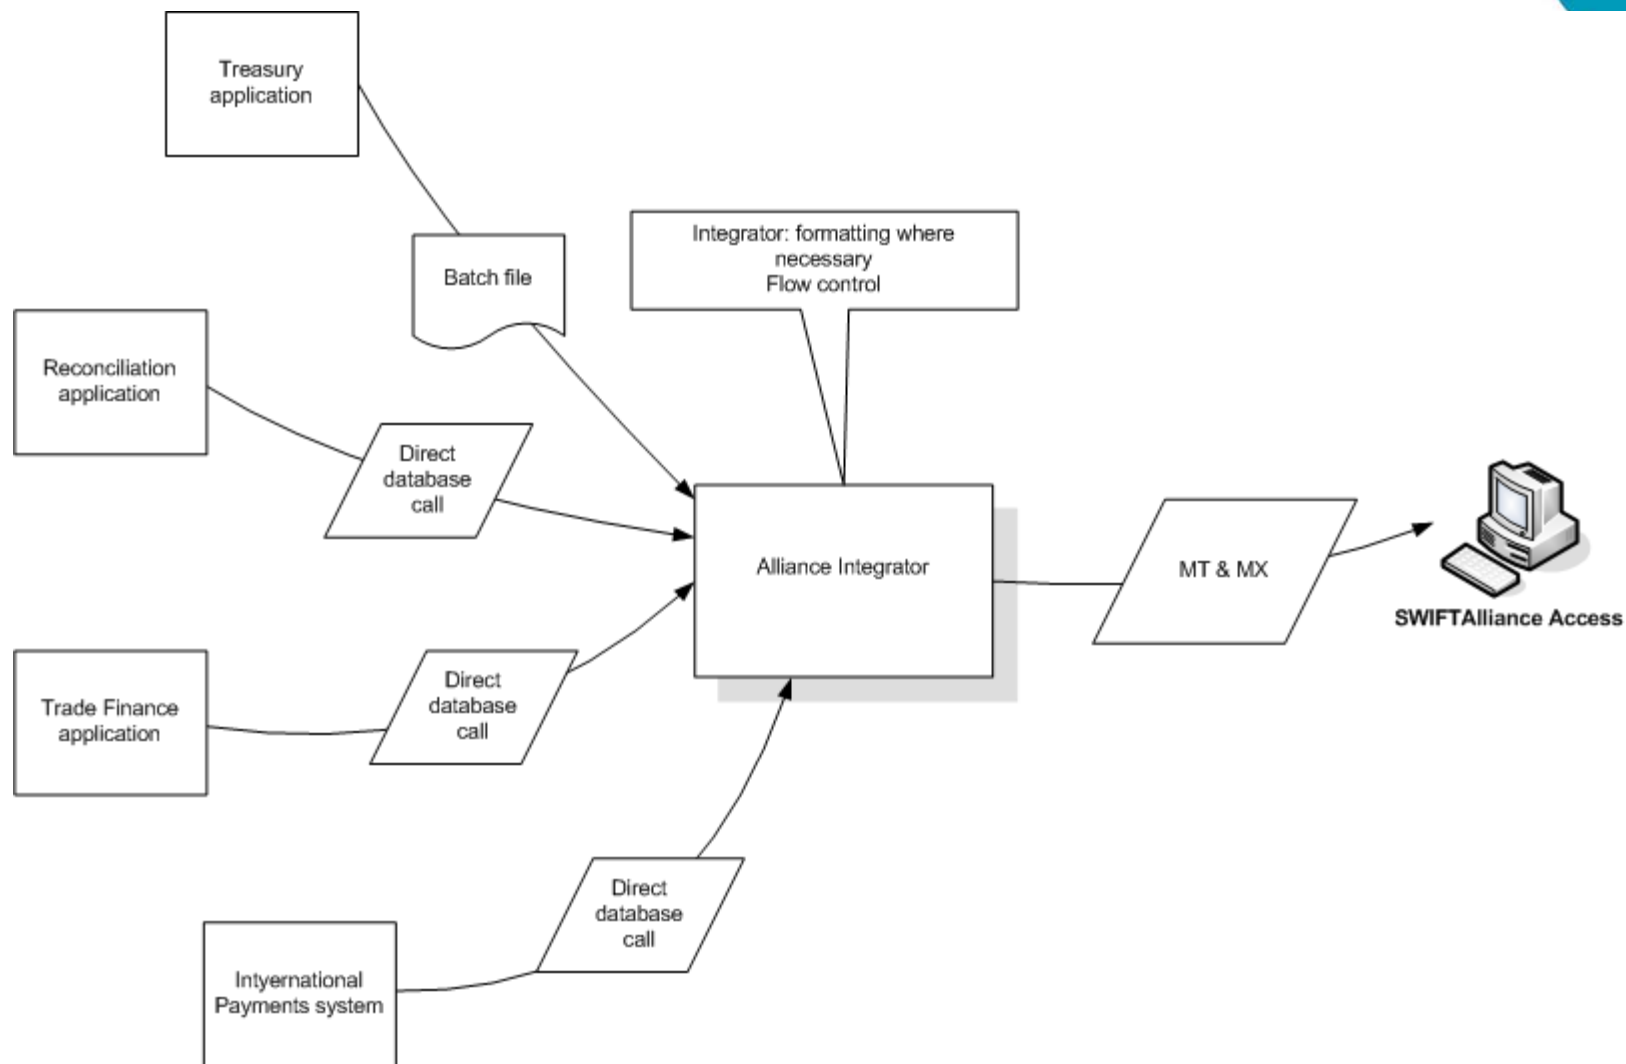 Treasury
application
Batch file
Integrator: formatting where
necessary
Flow control
Reconciliation
application
Direct
database
call
Alliance Integrator
MT & MX
SWIFTAlliance Access
Trade Finance
application
Direct
database
call
Direct
database
call
Intyernational
Payments system